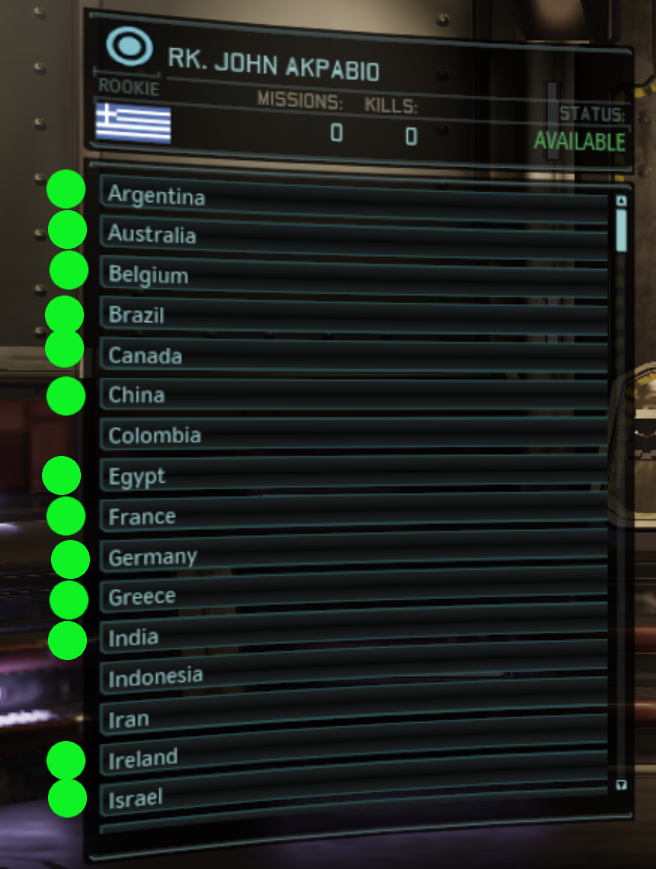 RK. JOHN AKPABIO
ROOKIE
MISSIONS: KILLS:
STATUS:
0 0
AVAILABLE
Argentina
Australia
Belgium
Brazil
Canada
China
Colombia
Egypt
France
Germany
Greece
India
Indonesia
Iran
Ireland
Israel